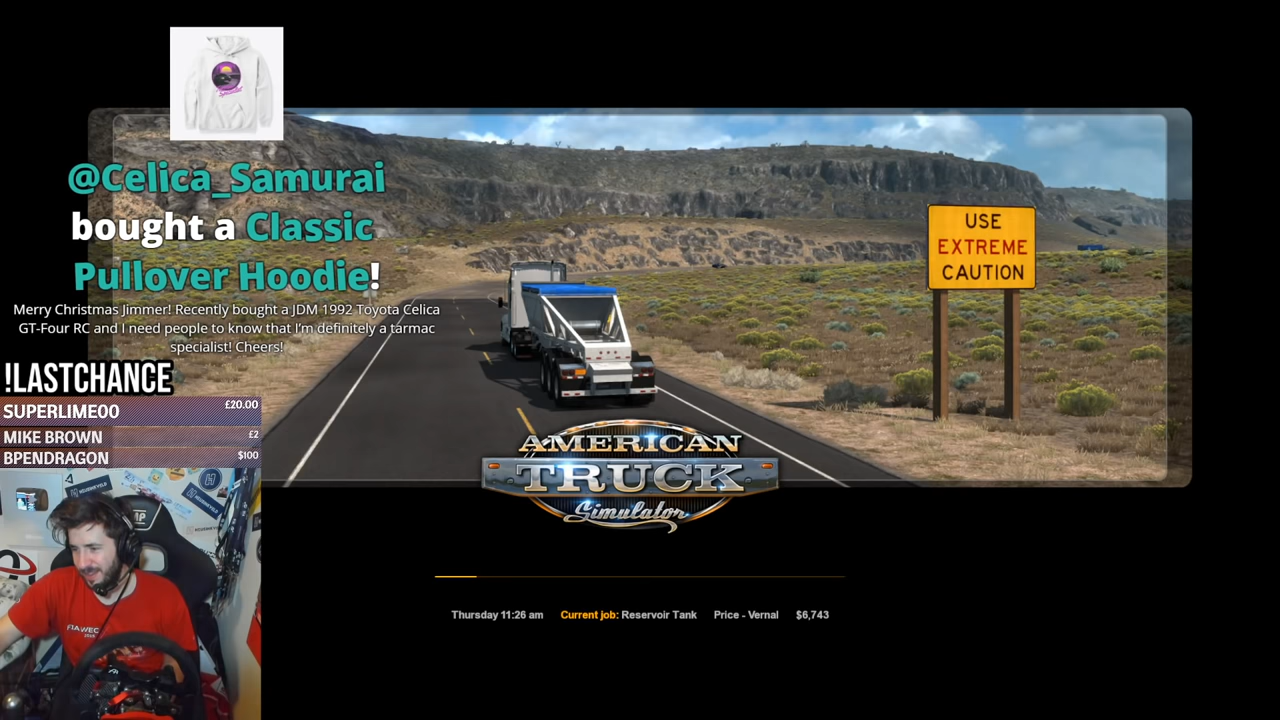 @Celica_Samurai
bought a Classic
Pullover Hoodie!
Merry Christmas Jimmer! Recently bought a JDM 1992 Toyota Celica
GT-Four RC and I need people to know that I'm definitely a tarmac
specialist! Cheers!
!LASTCHANCE
SUPERLIME00 £20.00
MIKE BROWN £2
BPENDRAGON $100
USE
EXTREME
CAUTION
AMERICAN
TRUCK
Simulator
Thursday 11:26 am Current job: Reservoir Tank Price - Vernal $6,743